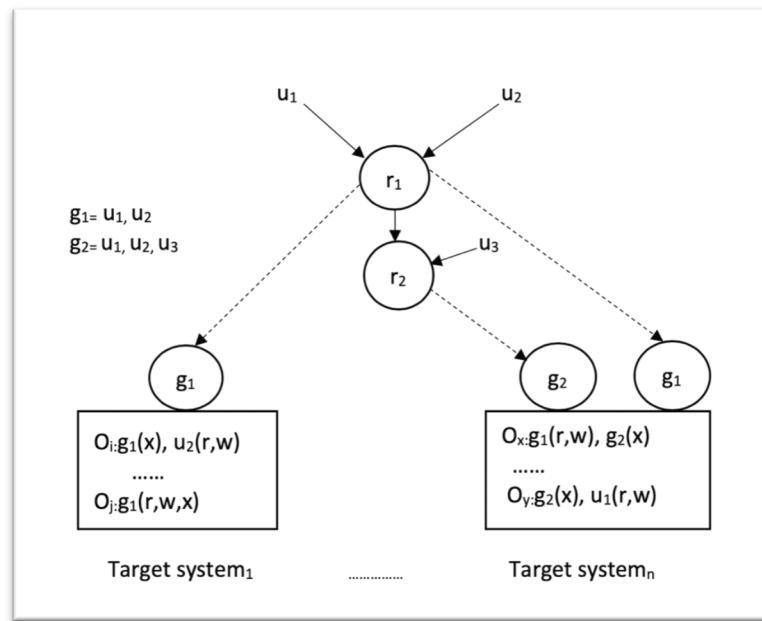 u₁ u₂
r₁
g₁= u₁, u₂
g₂= u₁, u₂, u₃
u₃
r₂
g₁ g₂ g₁
Oᵢ:g₁(x), u₂(r,w)
......
Oⱼ:g₁(r,w,x)
Oₓ:g₁(r,w), g₂(x)
......
Oᵧ:g₂(x), u₁(r,w)
Target system₁ .............. Target systemₙ